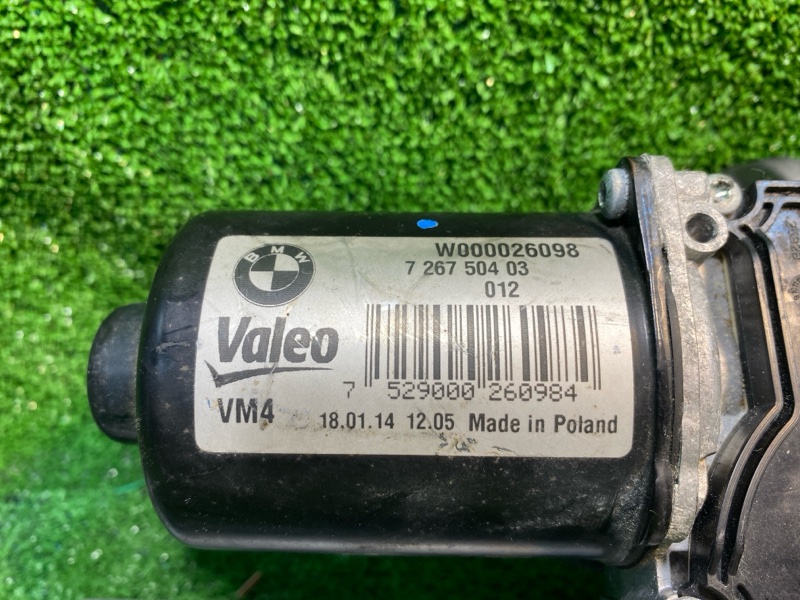 BMW
W000026098
7 267 504 03
012
Valeo
7 529000 260984
VM4
18.01.14 12.05 Made in Poland